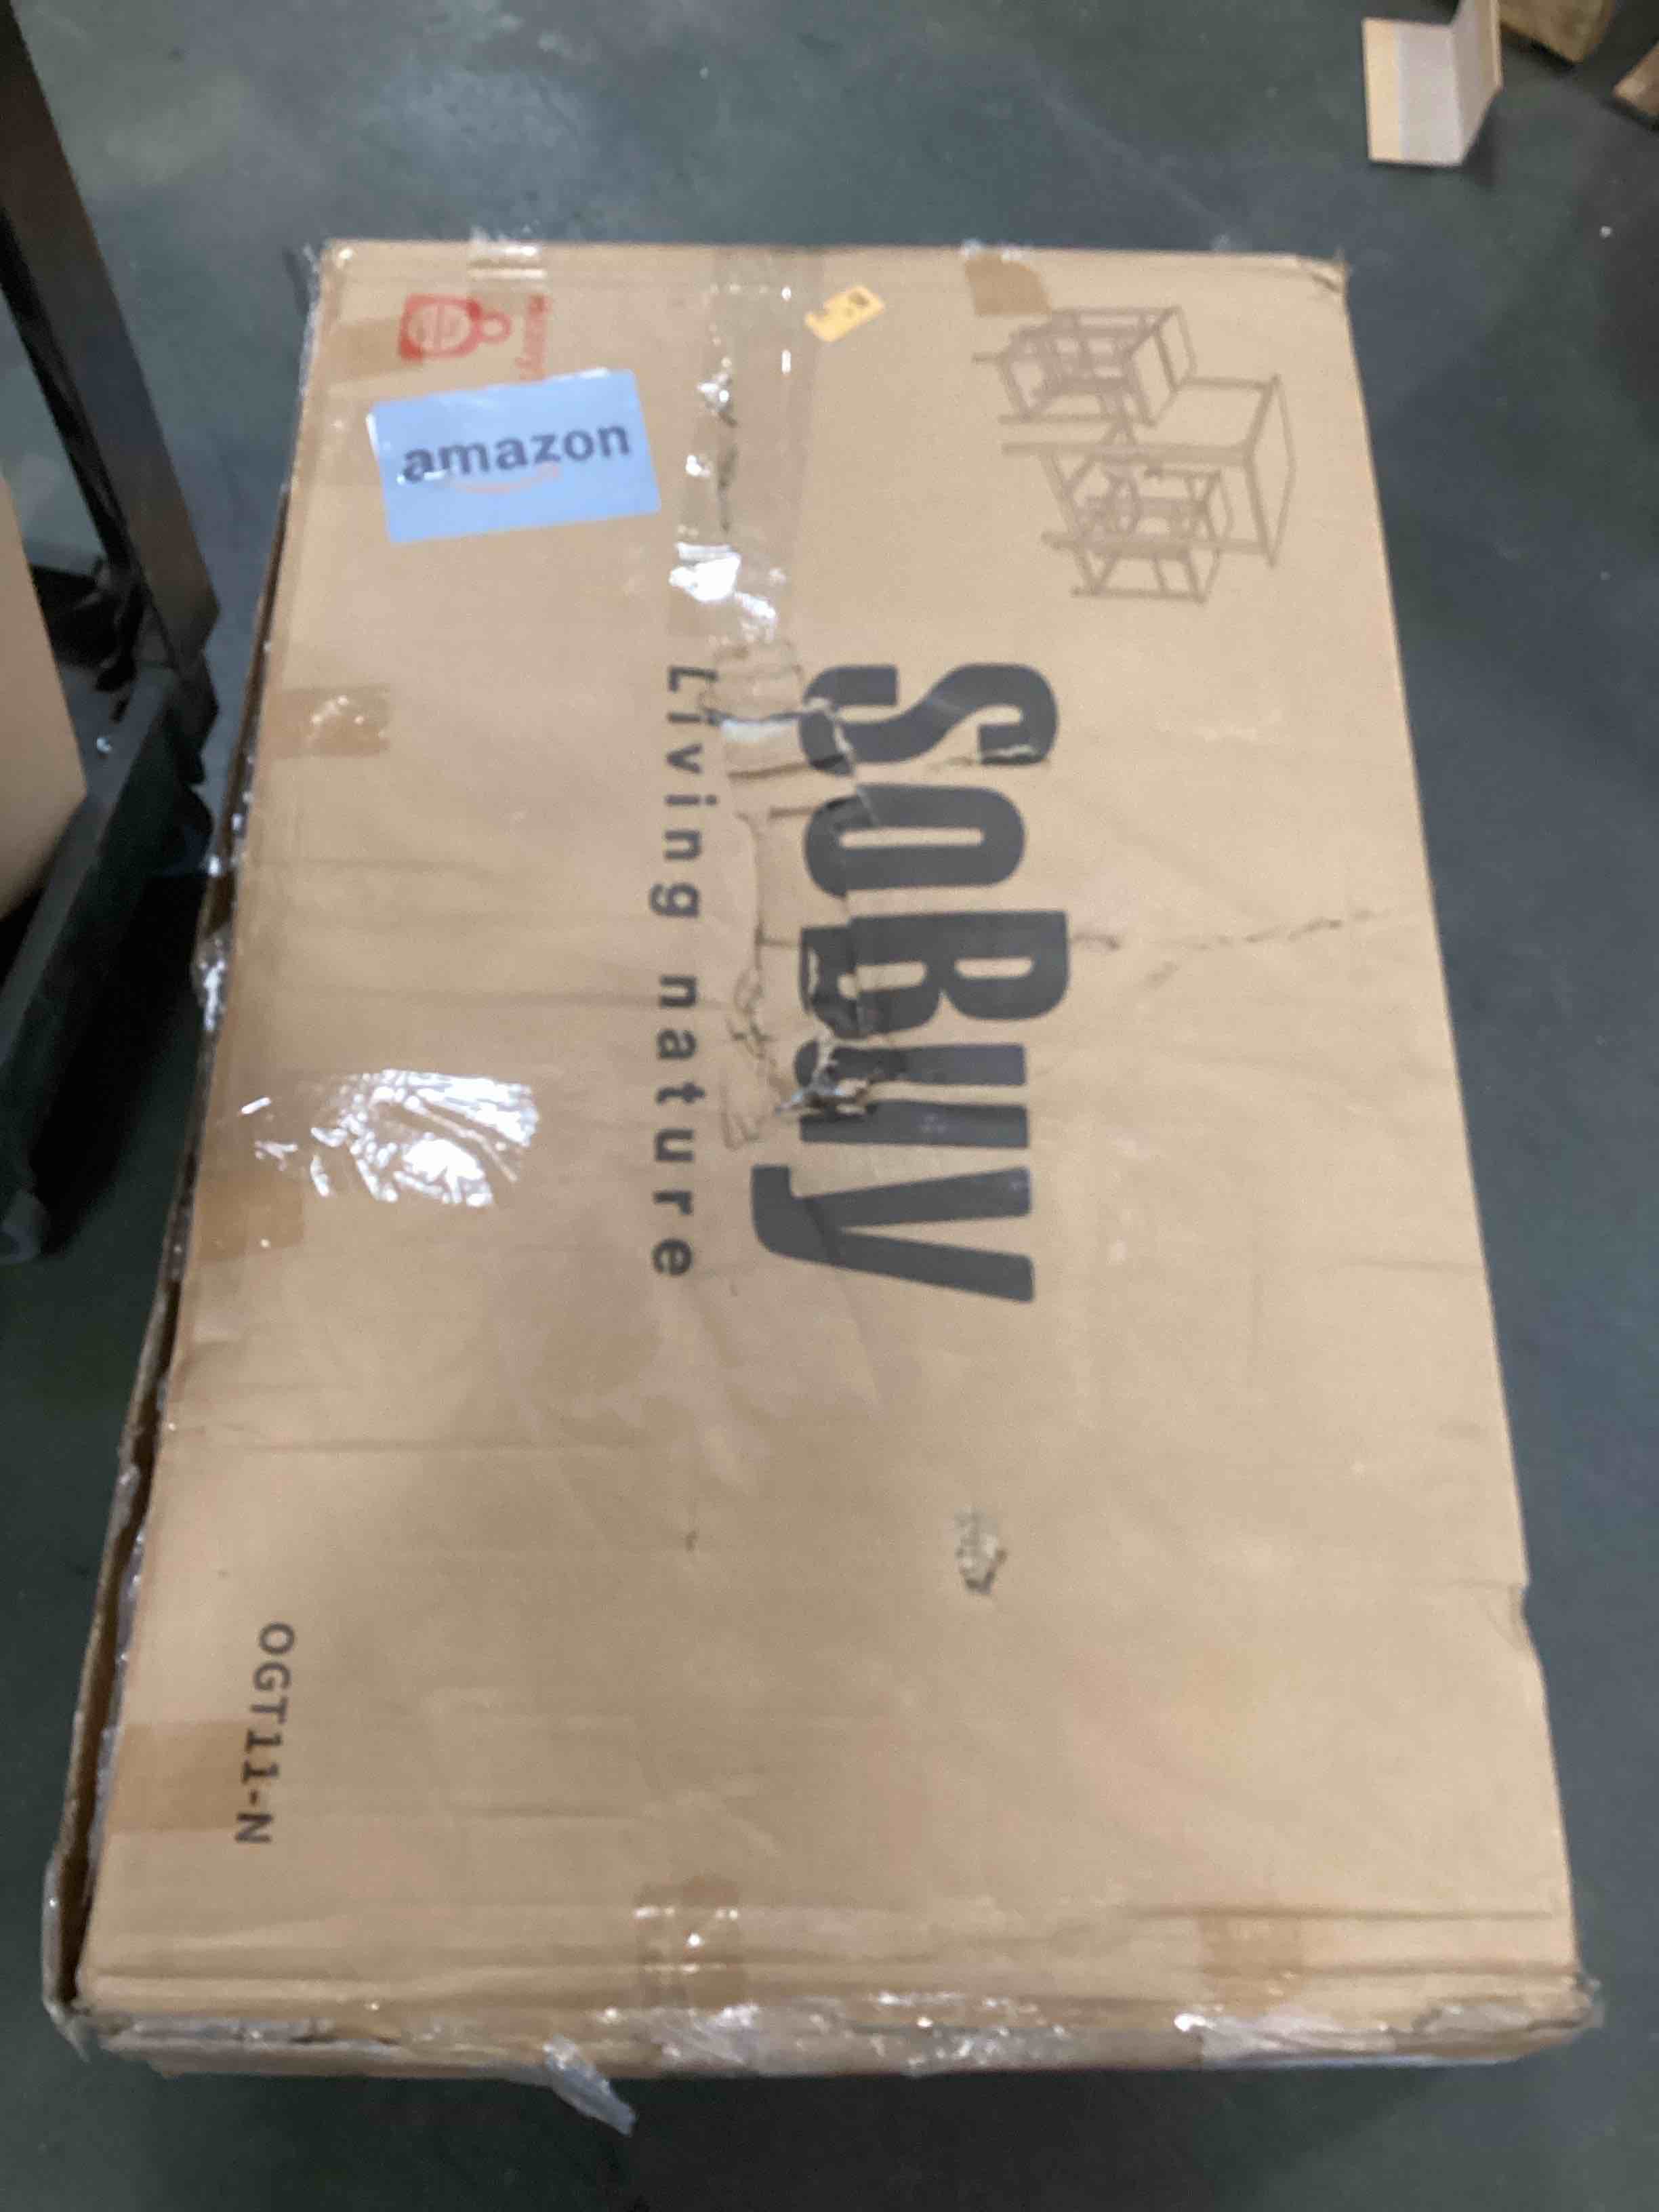 amazon
SOBUY
Living nature
OGT11-N